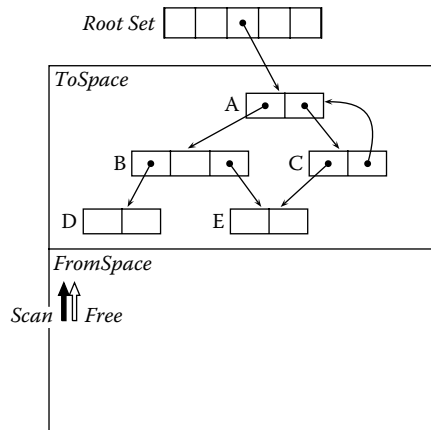 Root Set
ToSpace
A
B
C
D
E
FromSpace
Scan
Free